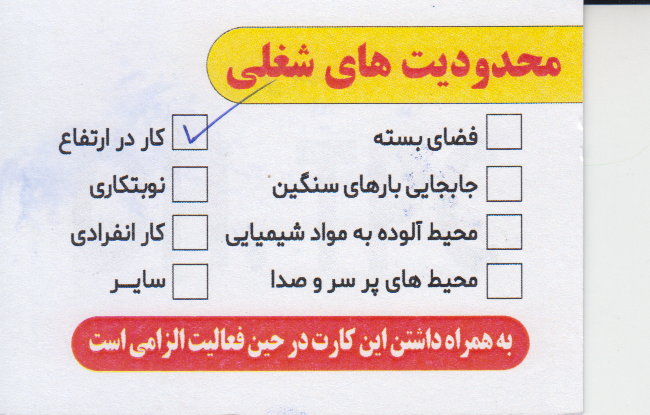 محدودیت های شغلی
فضای بسته
کار در ارتفاع
جابجایی بارهای سنگین
نوبتکاری
محیط آلوده به مواد شیمیایی
کار انفرادی
محیط های پر سر و صدا
سایـر
به همراه داشتن این کارت در حین فعالیت الزامی است